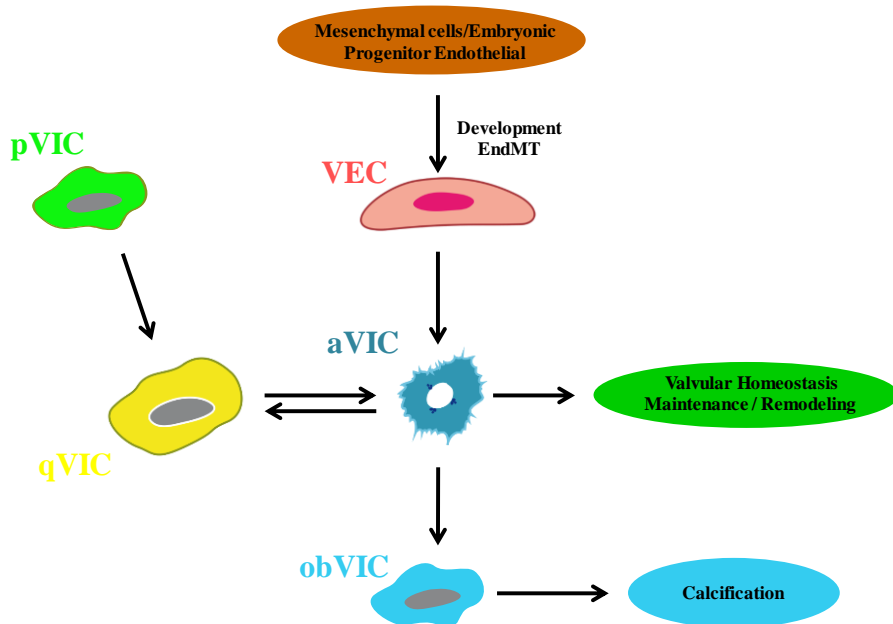 Mesenchymal cells/Embryonic
Progenitor Endothelial
Development
EndMT
pVIC
VEC
aVIC
Valvular Homeostasis
Maintenance / Remodeling
qVIC
obVIC
Calcification